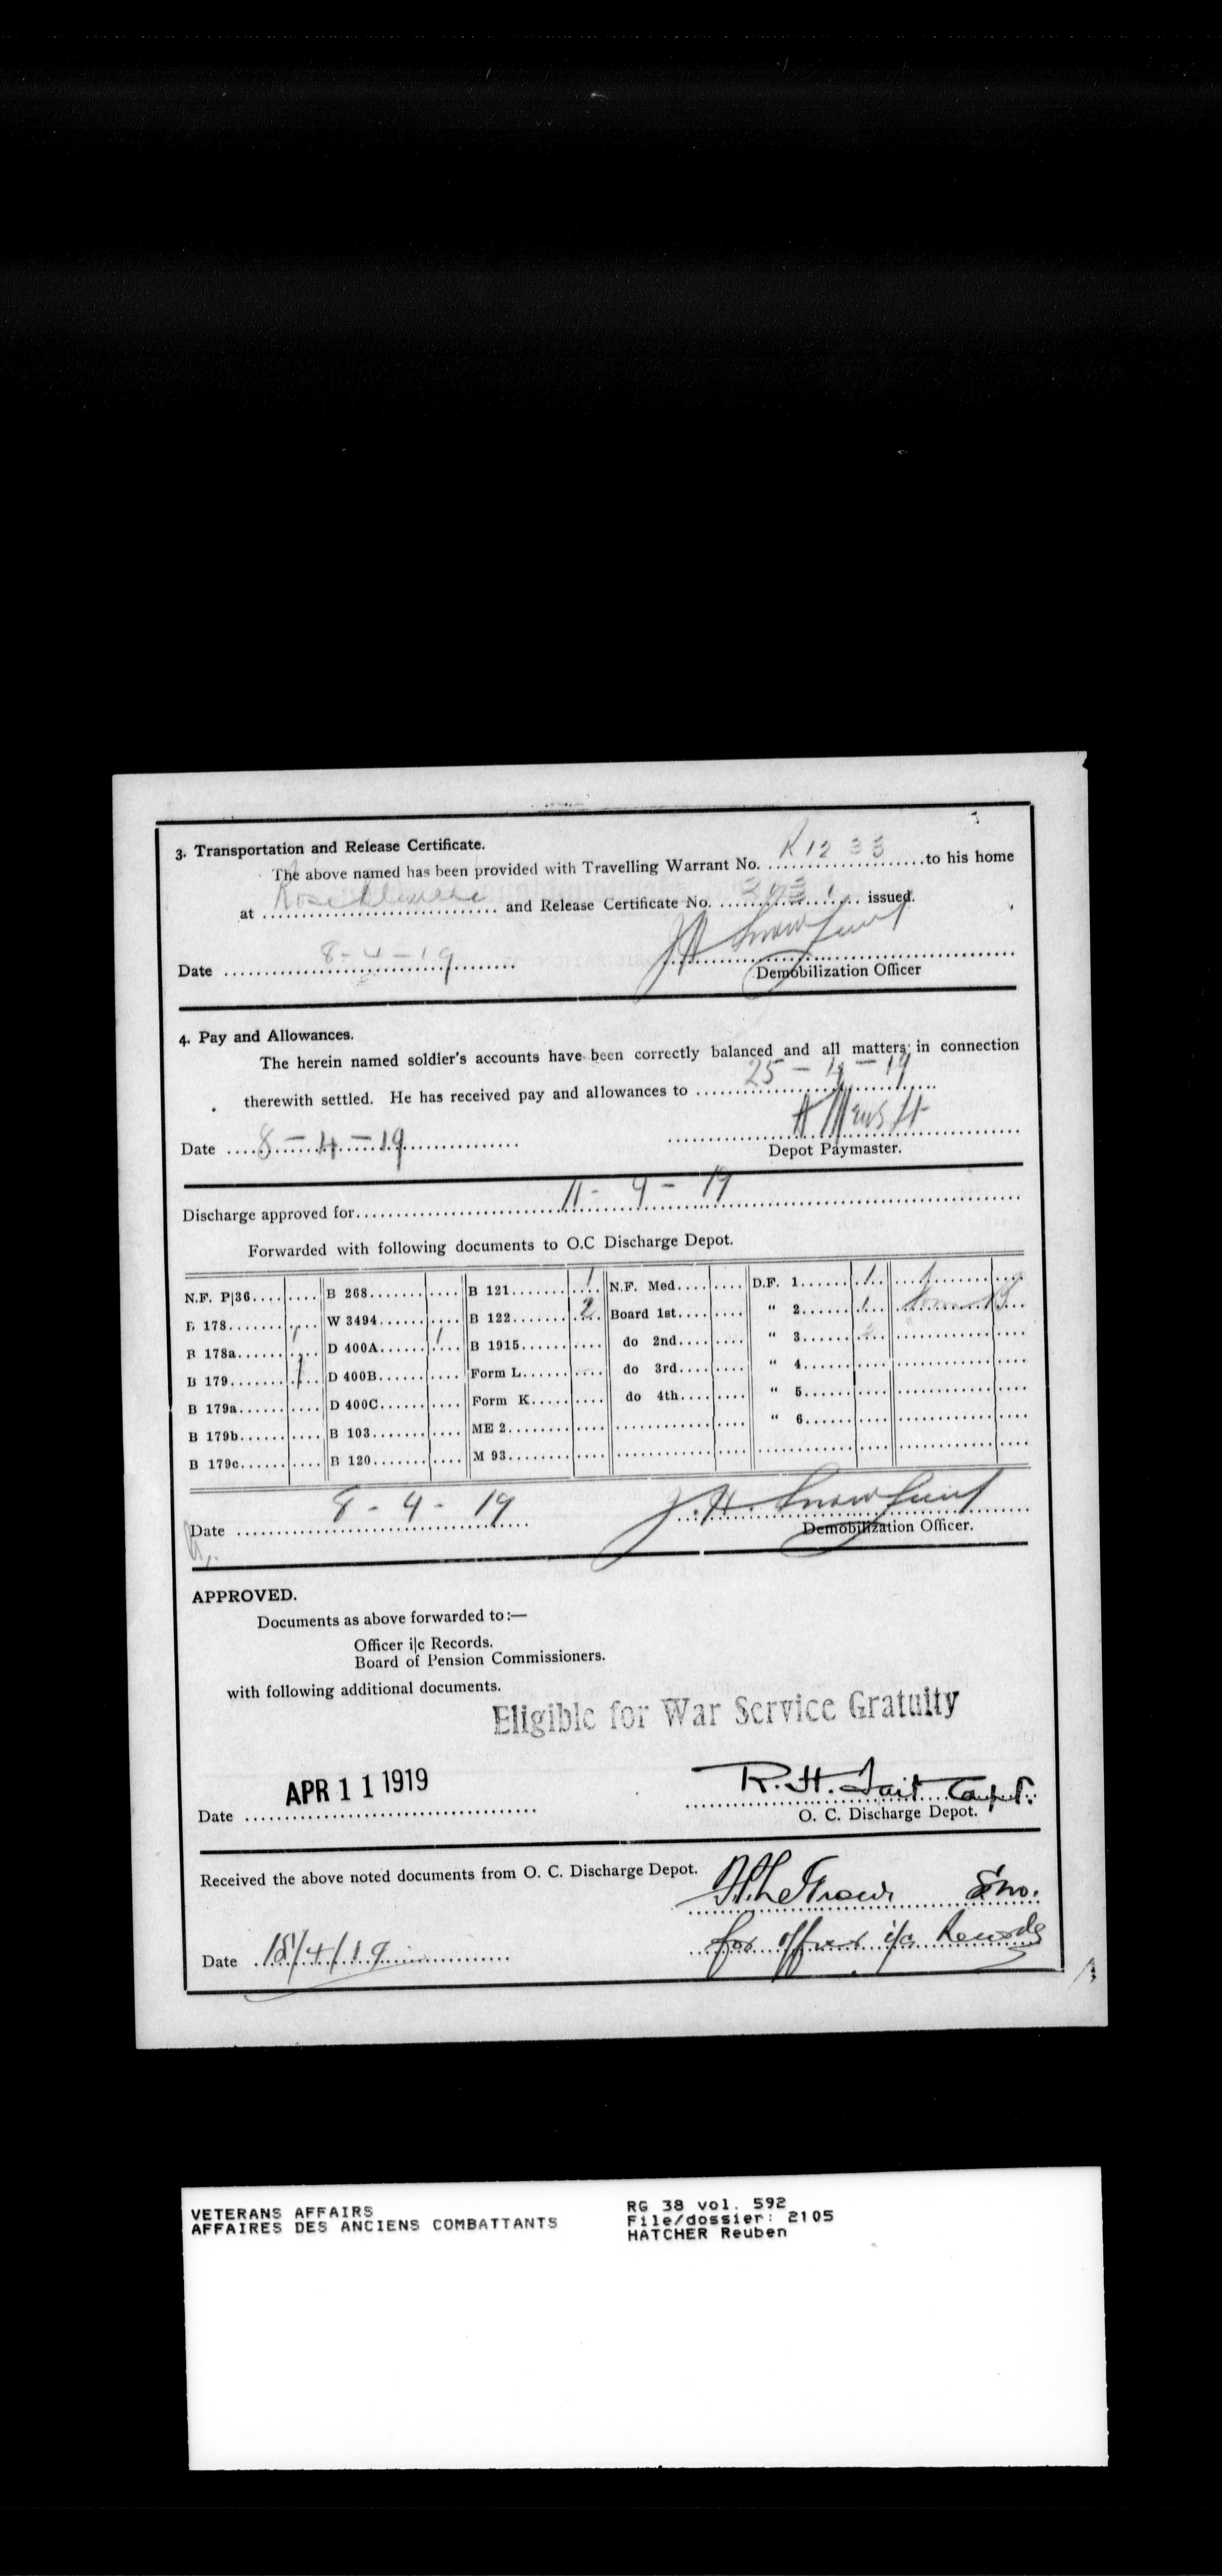 3. Transportation and Release Certificate.
The above named has been provided with Travelling Warrant No. K1233 to his home
at ........ and Release Certificate No. ........ issued.
Date 8-4-19
Demobilization Officer
4. Pay and Allowances.
The herein named soldier's accounts have been correctly balanced and all matters in connection
therewith settled. He has received pay and allowances to 25-4-19
Date 8-4-19
Depot Paymaster.
Discharge approved for 11-4-19
Forwarded with following documents to O.C Discharge Depot.
N.F. P|36 B 268 B 121 1 N.F. Med. D.F. 1 1
B 178 W 3494 B 122 2 Board 1st " 2 1
B 178a 1 D 400A 1 B 1915 do 2nd " 3
B 179 1 D 400B Form L do 3rd " 4
B 179a D 400C Form K do 4th " 5
B 179b B 103 ME 2 " 6
B 179c B 120 M 93
Date 8-4-19 J.H.
Demobilization Officer.
APPROVED.
Documents as above forwarded to:—
Officer i|c Records.
Board of Pension Commissioners.
with following additional documents.
Eligible for War Service Gratuity
APR 11 1919
R. H. Tait Capt.
Date
O. C. Discharge Depot.
Received the above noted documents from O. C. Discharge Depot.
for officer i/c Records
Date 15/4/19
VETERANS AFFAIRS
AFFAIRES DES ANCIENS COMBATTANTS
RG 38 vol. 592
File/dossier: 2105
HATCHER Reuben